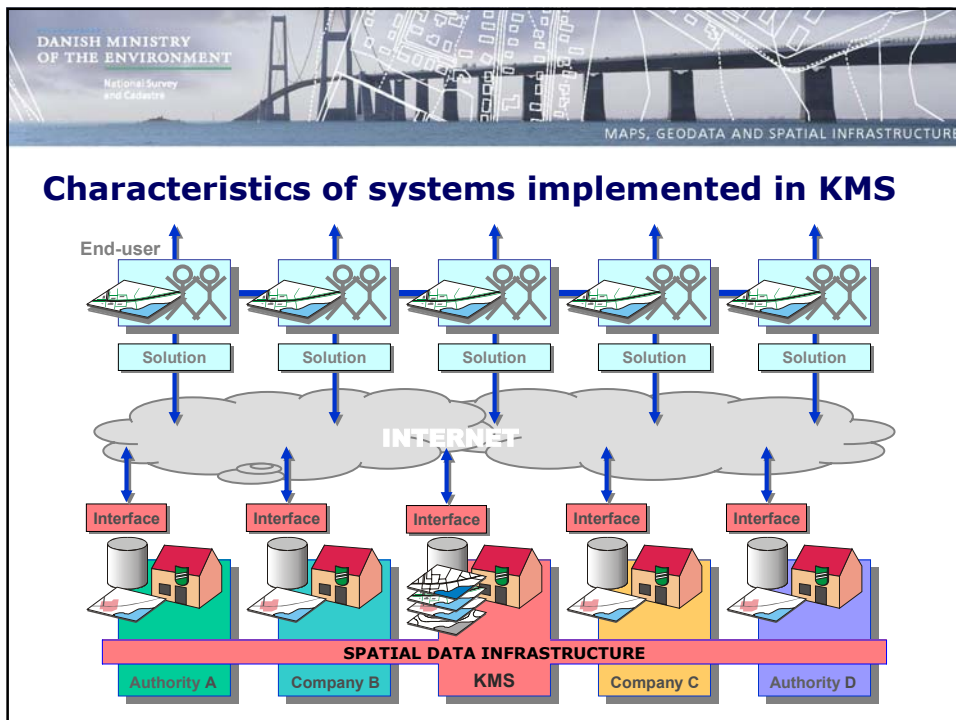 DANISH MINISTRY
OF THE ENVIRONMENT
National Survey
and Cadastre
MAPS, GEODATA AND SPATIAL INFRASTRUCTURE
Characteristics of systems implemented in KMS
End-user
Solution Solution Solution Solution Solution
INTERNET
Interface Interface Interface Interface Interface
SPATIAL DATA INFRASTRUCTURE
Authority A Company B KMS Company C Authority D